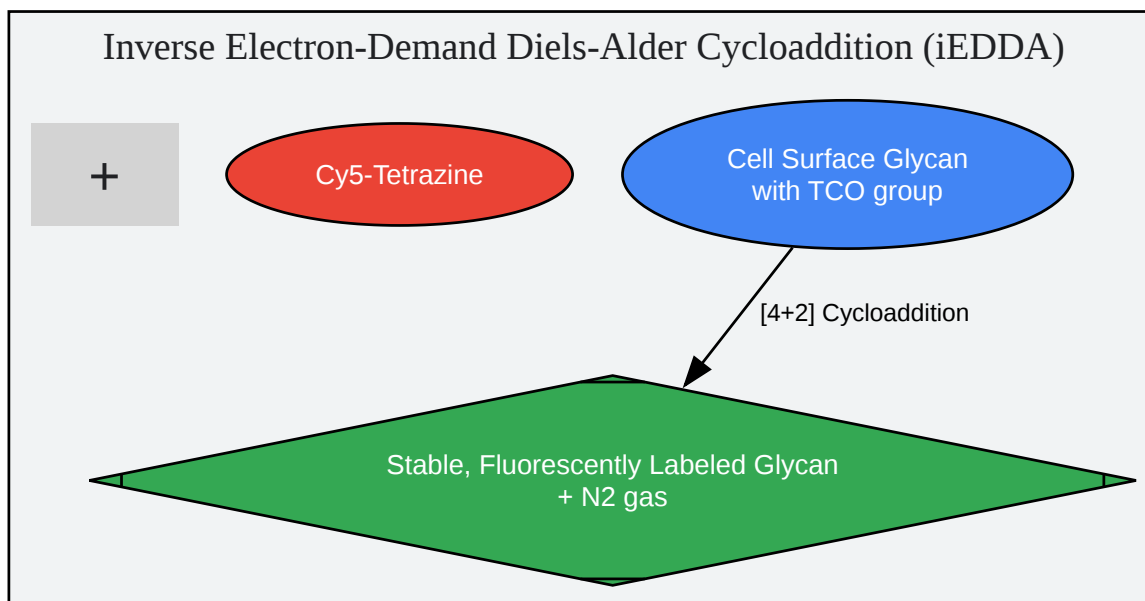 Inverse Electron-Demand Diels-Alder Cycloaddition (iEDDA)
+
Cy5-Tetrazine
Cell Surface Glycan
with TCO group
[4+2] Cycloaddition
Stable, Fluorescently Labeled Glycan
+ N2 gas